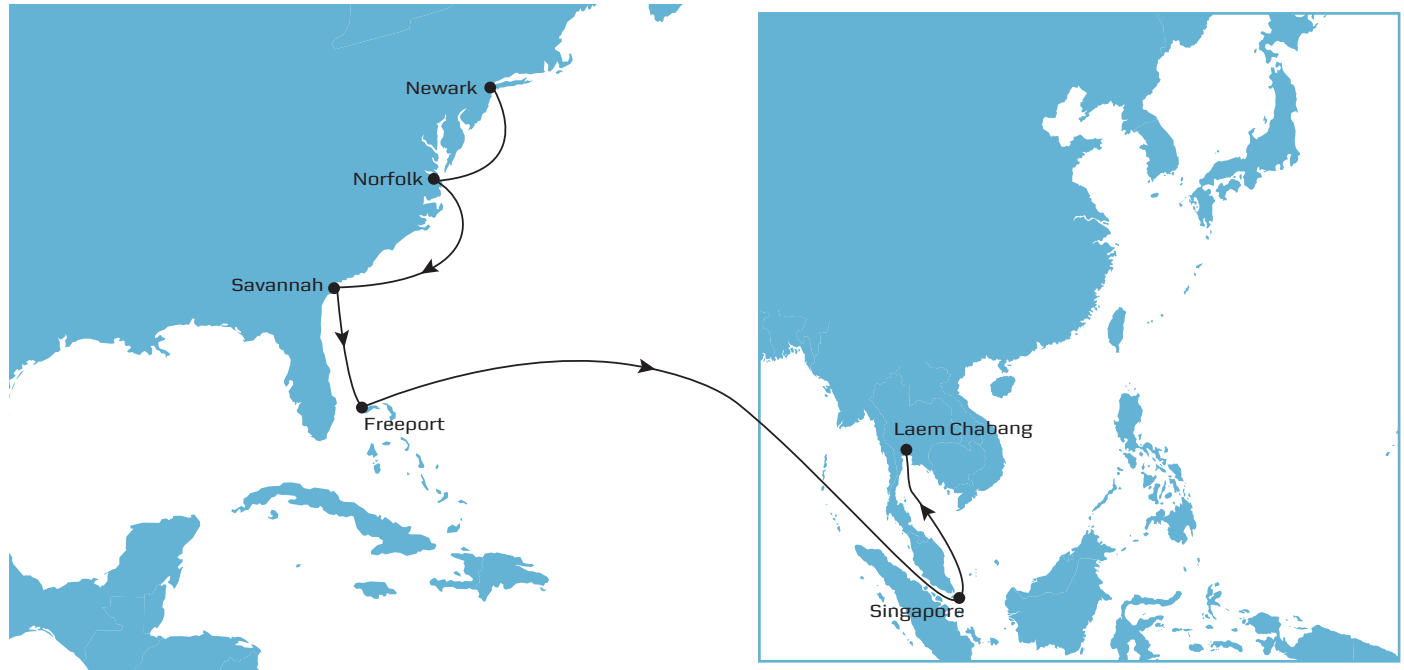 Newark
Norfolk
Savannah
Freeport
Laem Chabang
Singapore